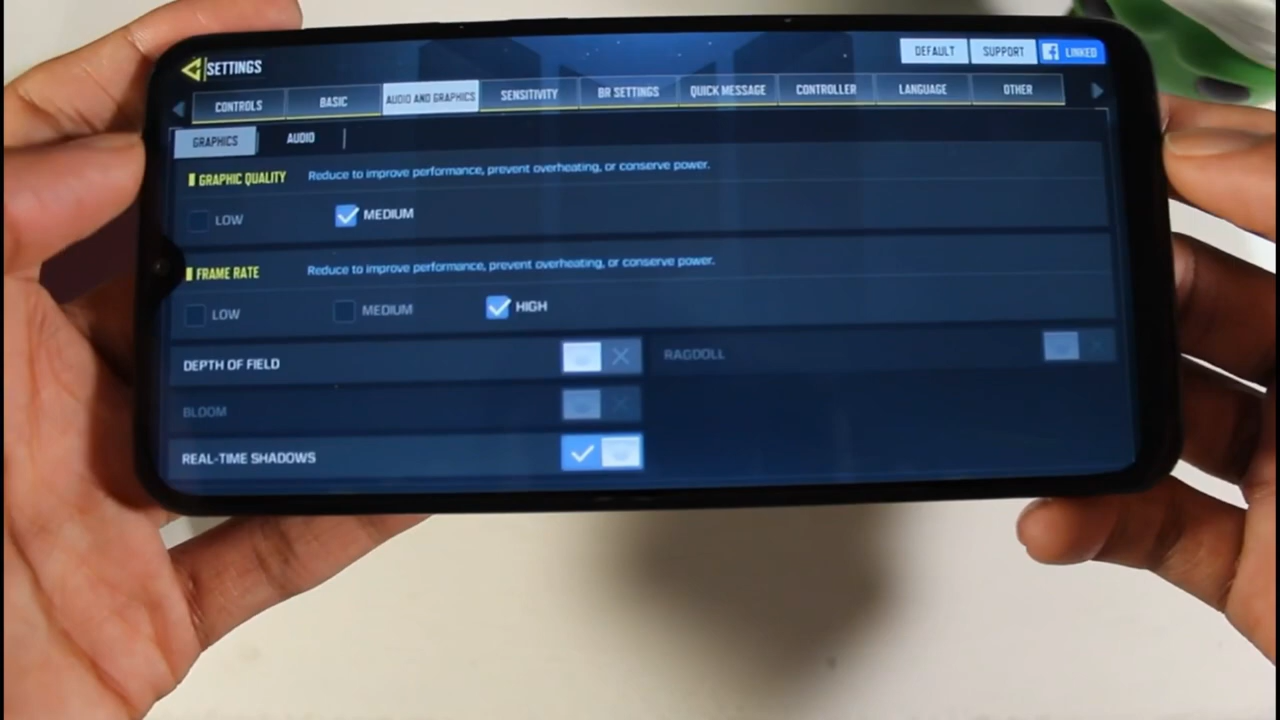 SETTINGS
DEFAULT SUPPORT LINKED
CONTROLS BASIC AUDIO AND GRAPHICS SENSITIVITY BR SETTINGS QUICK MESSAGE CONTROLLER LANGUAGE OTHER
GRAPHICS AUDIO
GRAPHIC QUALITY Reduce to improve performance, prevent overheating, or conserve power.
LOW MEDIUM
FRAME RATE Reduce to improve performance, prevent overheating, or conserve power.
LOW MEDIUM HIGH
DEPTH OF FIELD RAGDOLL
BLOOM
REAL-TIME SHADOWS